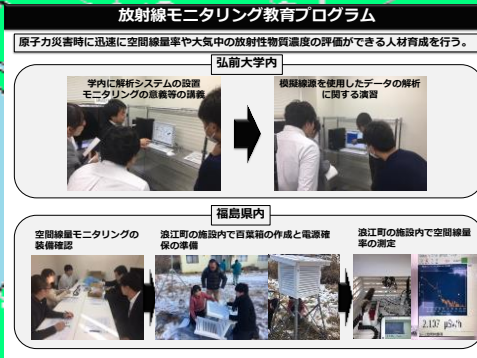 放射線モニタリング教育プログラム
原子力災害時に迅速に空間線量率や大気中の放射性物質濃度の評価ができる人材育成を行う。
弘前大学内
学内に解析システムの設置
モニタリングの意義等の講義
模擬線源を使用したデータの解析
に関する演習
福島県内
空間線量モニタリングの
装備確認
浪江町の施設内で百葉箱の作成と電源確
保の準備
浪江町の施設内で空間線量
率の測定
2.137 μSv/h